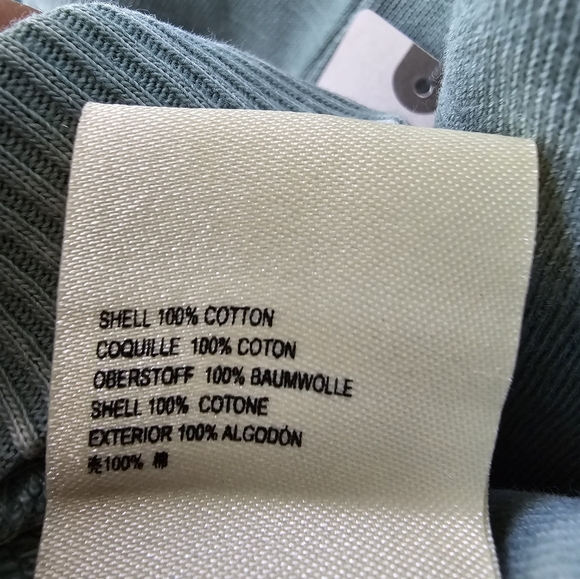 SHELL 100% COTTON
COQUILLE 100% COTON
OBERSTOFF 100% BAUMWOLLE
SHELL 100% COTONE
EXTERIOR 100% ALGODÓN
壳100% 棉